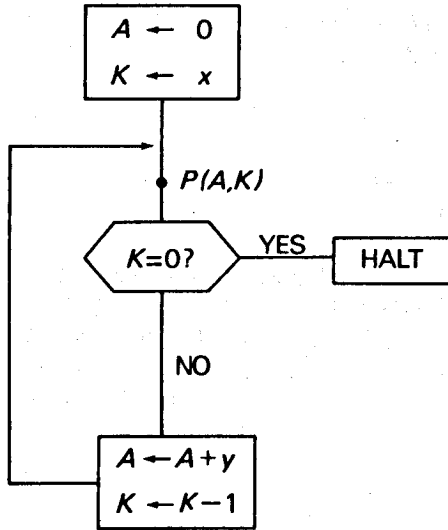 A ← 0
K ← x
P(A,K)
K=0?
YES
HALT
NO
A ← A+y
K ← K−1